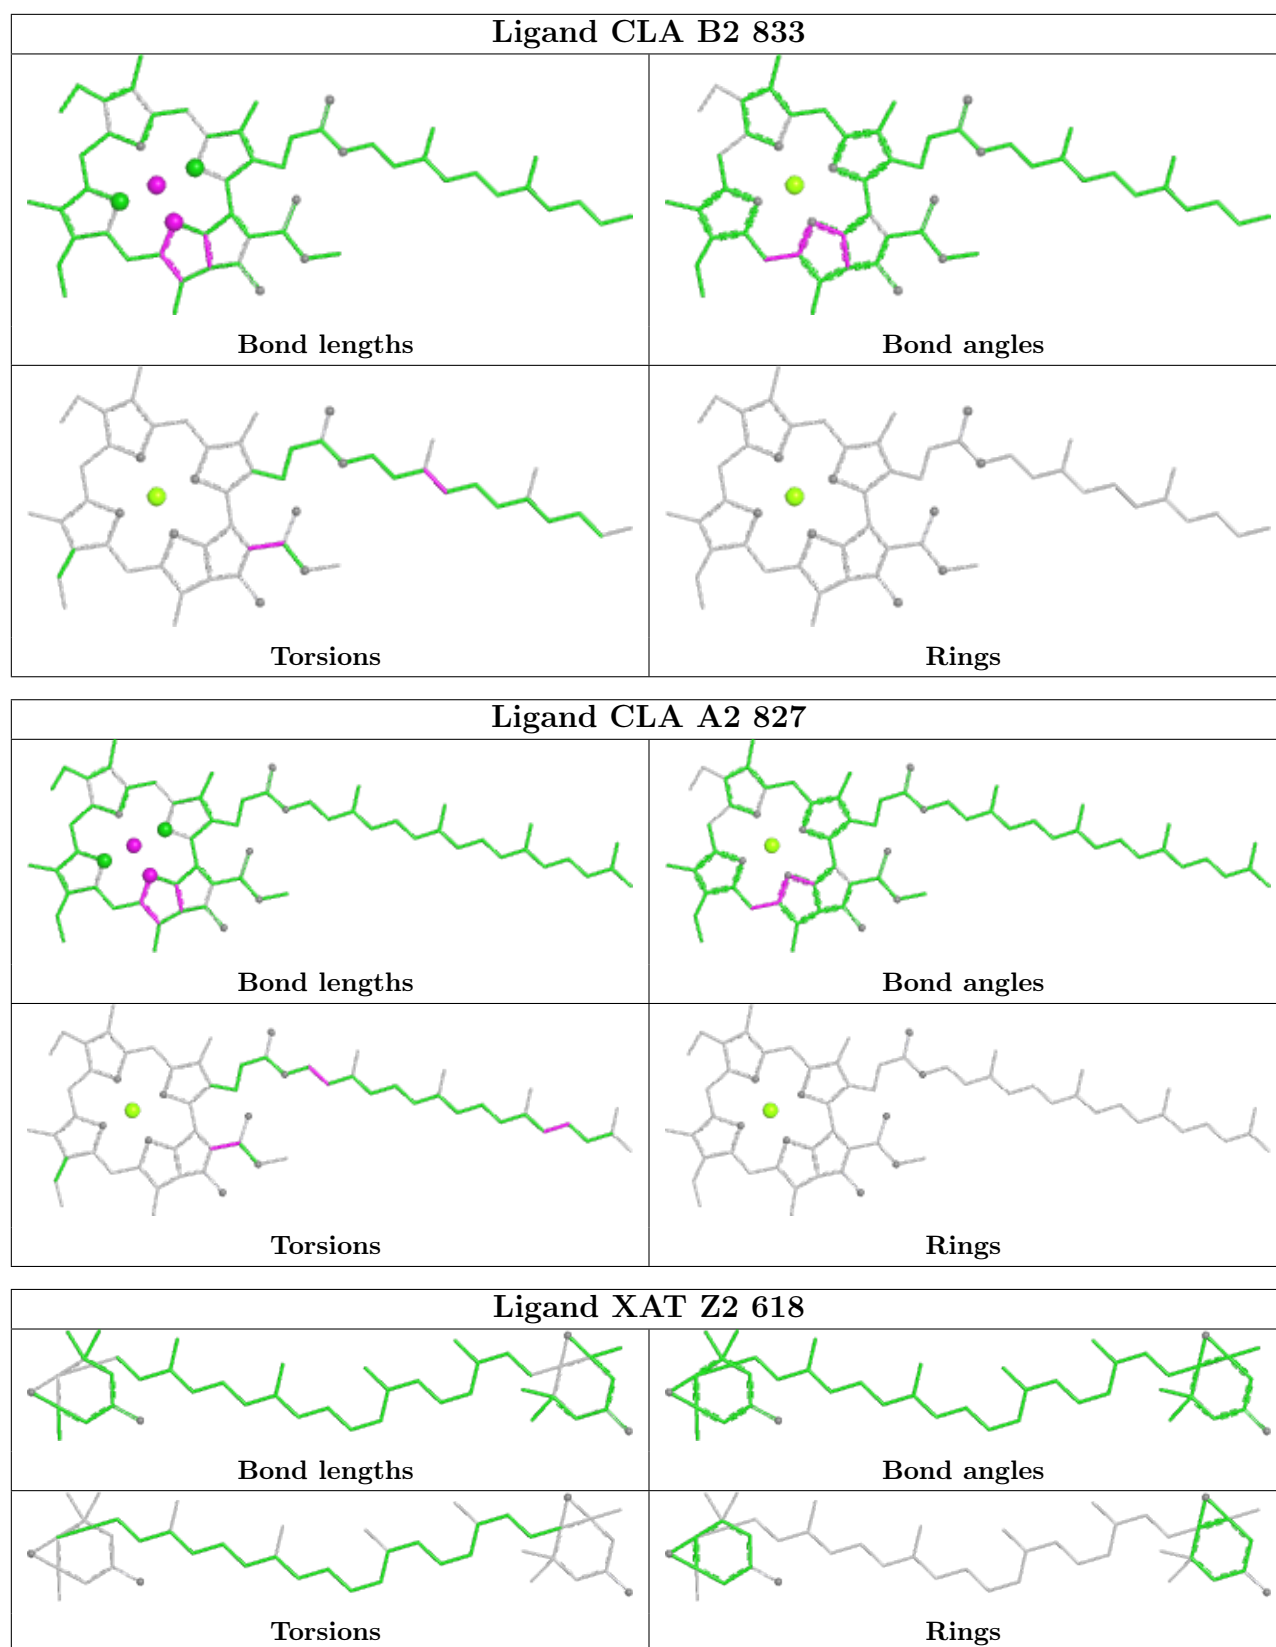 Ligand CLA B2 833
Bond lengths
Bond angles
Torsions
Rings
Ligand CLA A2 827
Bond lengths
Bond angles
Torsions
Rings
Ligand XAT Z2 618
Bond lengths
Bond angles
Torsions
Rings